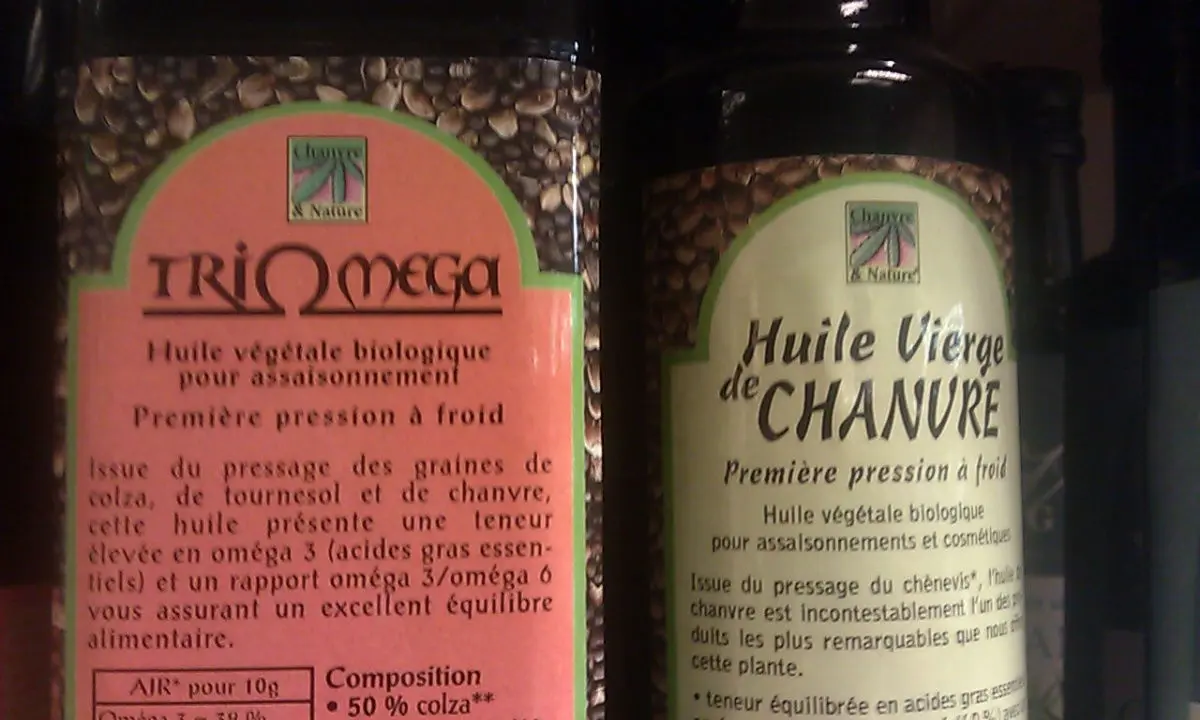 Chanvre
& Nature
TRIΩMEGA
Huile végétale biologique
pour assaisonnement
Première pression à froid
Issue du pressage des graines de
colza, de tournesol et de chanvre,
cette huile présente une teneur
élevée en oméga 3 (acides gras essen-
tiels) et un rapport oméga 3/oméga 6
vous assurant un excellent équilibre
alimentaire.
AJR* pour 10g
Oméga 3 = 38 %
Composition
• 50 % colza**
Chanvre
& Nature
Huile Vierge
de CHANVRE
Première pression à froid
Huile végétale biologique
pour assaisonnements et cosmétiques
Issue du pressage du chènevis*, l'huile
chanvre est incontestablement l'un des
duits les plus remarquables que nous
cette plante.
• teneur équilibrée en acides gras